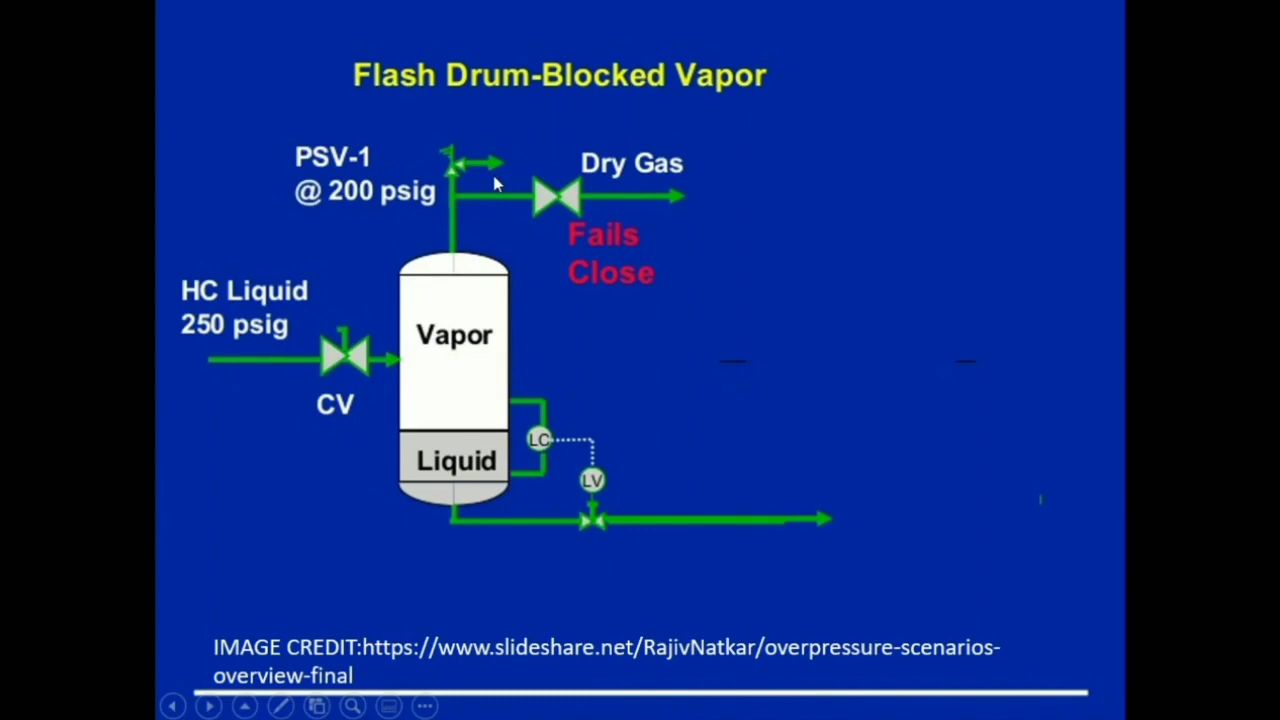 Flash Drum-Blocked Vapor
PSV-1
@ 200 psig
Dry Gas
Fails
Close
HC Liquid
250 psig
CV
Vapor
LC
Liquid
LV
IMAGE CREDIT:https://www.slideshare.net/RajivNatkar/overpressure-scenarios-
overview-final